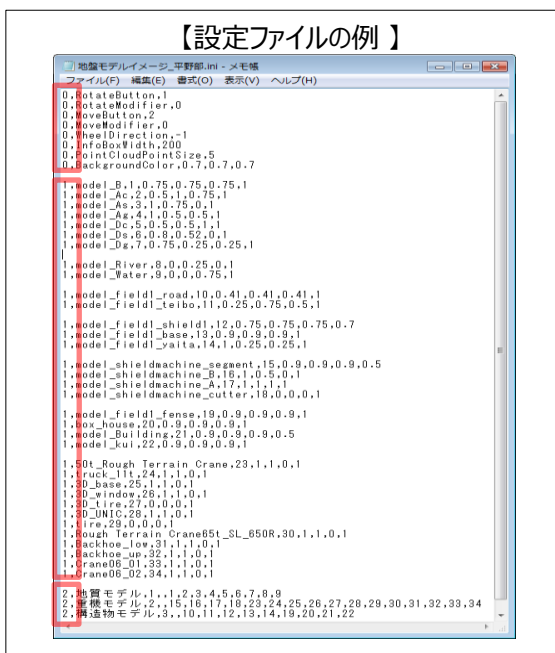 【設定ファイルの例 】
地盤モデルイメージ_平野部.ini - メモ帳
ファイル(F) 編集(E) 書式(O) 表示(V) ヘルプ(H)
0,RotateButton,1
0,RotateModifier,0
0,MoveButton,2
0,MoveModifier,0
0,WheelDirection,-1
0,InfoBoxWidth,200
0,PointCloudPointSize,5
0,BackgroundColor,0.7,0.7,0.7
1,model_B,1,0.75,0.75,0.75,1
1,model_Ac,2,0.5,1,0.75,1
1,model_As,3,1,0.75,0,1
1,model_Ag,4,1,0.5,0.5,1
1,model_Dc,5,0.5,0.5,1,1
1,model_Ds,6,0.8,0.52,0,1
1,model_Dg,7,0.75,0.25,0.25,1
1,model_River,8,0,0.25,0,1
1,model_Water,9,0,0,0.75,1
1,model_field1_road,10,0.41,0.41,0.41,1
1,model_field1_teibo,11,0.25,0.75,0.5,1
1,model_field1_shield1,12,0.75,0.75,0.75,0.7
1,model_field1_base,13,0.9,0.9,0.9,1
1,model_field1_yaita,14,1,0.25,0.25,1
1,model_shieldmachine_segment,15,0.9,0.9,0.9,0.5
1,model_shieldmachine_B,16,1,0.5,0,1
1,model_shieldmachine_A,17,1,1,1,1
1,model_shieldmachine_cutter,18,0,0,0,1
1,model_field1_fense,19,0.9,0.9,0.9,1
1,box_house,20,0.9,0.9,0.9,1
1,model_Building,21,0.9,0.9,0.9,0.5
1,model_kui,22,0.9,0.9,0.9,1
1,50t_Rough Terrain Crane,23,1,1,0,1
1,truck_11t,24,1,1,0,1
1,3D_base,25,1,1,0,1
1,3D_window,26,1,1,0,1
1,3D_tire,27,0,0,0,1
1,3D_UNIC,28,1,1,0,1
1,tire,29,0,0,0,1
1,Rough Terrain Crane65t_SL_650R,30,1,1,0,1
1,Backhoe_low,31,1,1,0,1
1,Backhoe_up,32,1,1,0,1
1,Crane06_01,33,1,1,0,1
1,Crane06_02,34,1,1,0,1
2,地質モデル,1,,1,2,3,4,5,6,7,8,9
2,重機モデル,2,,15,16,17,18,23,24,25,26,27,28,29,30,31,32,33,34
2,構造物モデル,3,,10,11,12,13,14,19,20,21,22